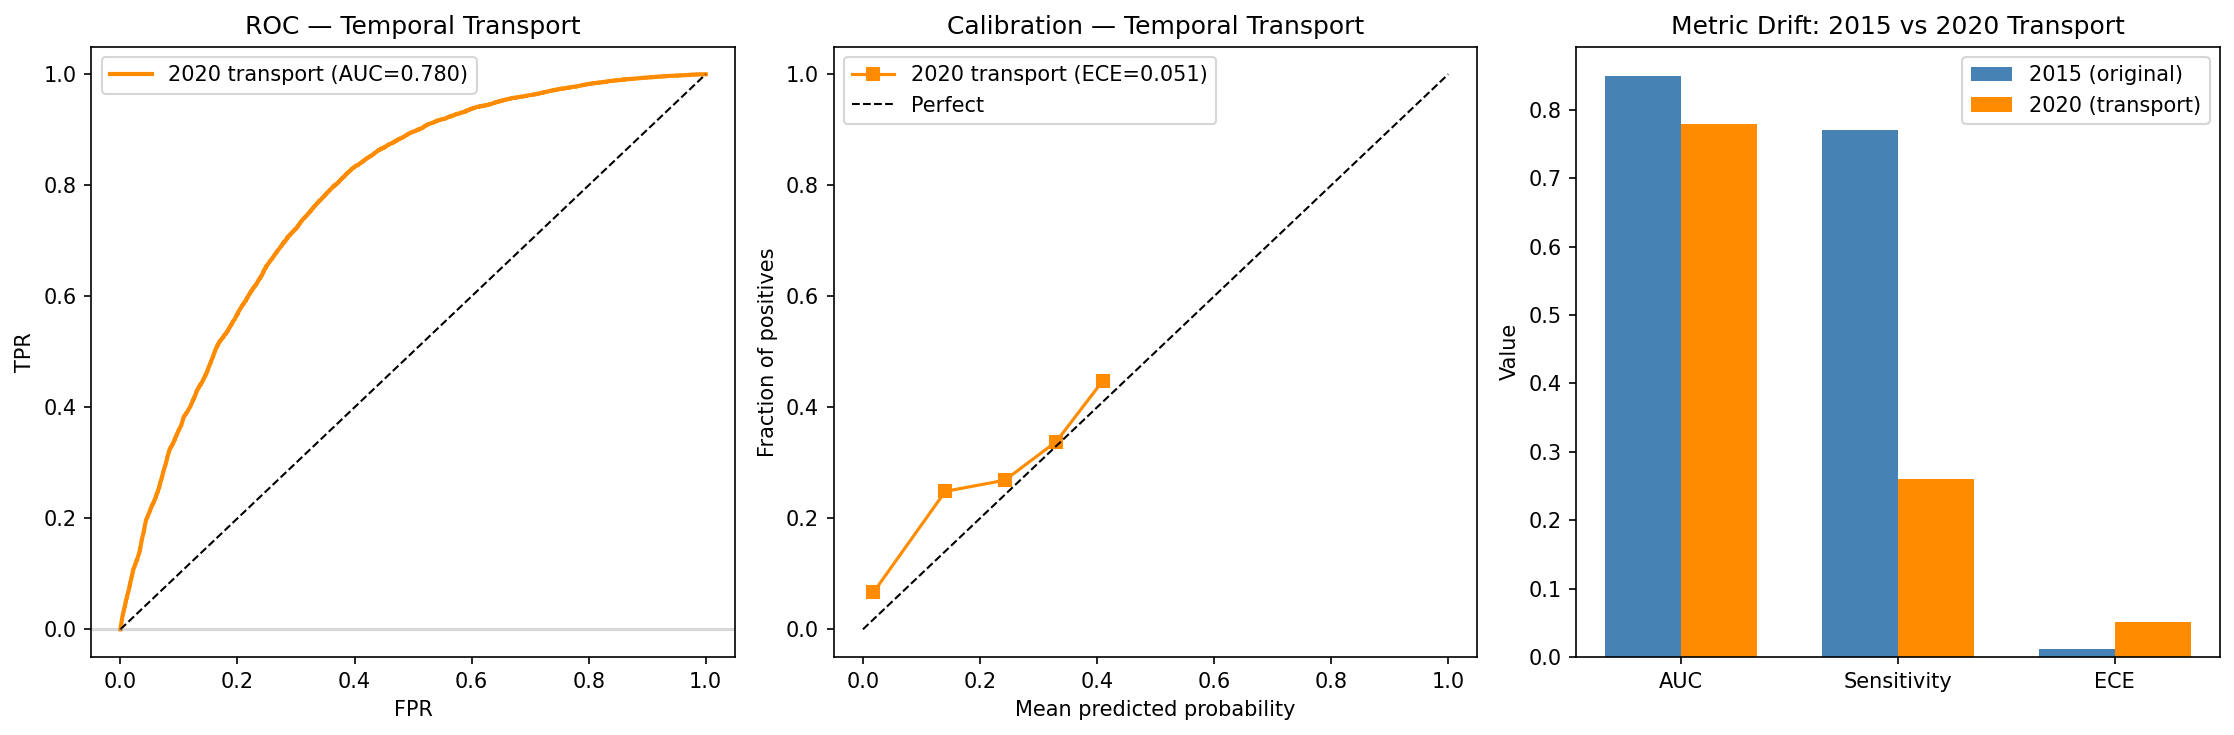 ROC — Temporal Transport
2020 transport (AUC=0.780)
1.0
0.8
0.6
0.4
0.2
0.0
TPR
0.0 0.2 0.4 0.6 0.8 1.0
FPR
Calibration — Temporal Transport
2020 transport (ECE=0.051)
Perfect
1.0
0.8
0.6
0.4
0.2
0.0
Fraction of positives
0.0 0.2 0.4 0.6 0.8 1.0
Mean predicted probability
Metric Drift: 2015 vs 2020 Transport
2015 (original)
2020 (transport)
0.8
0.7
0.6
0.5
0.4
0.3
0.2
0.1
0.0
Value
AUC Sensitivity ECE